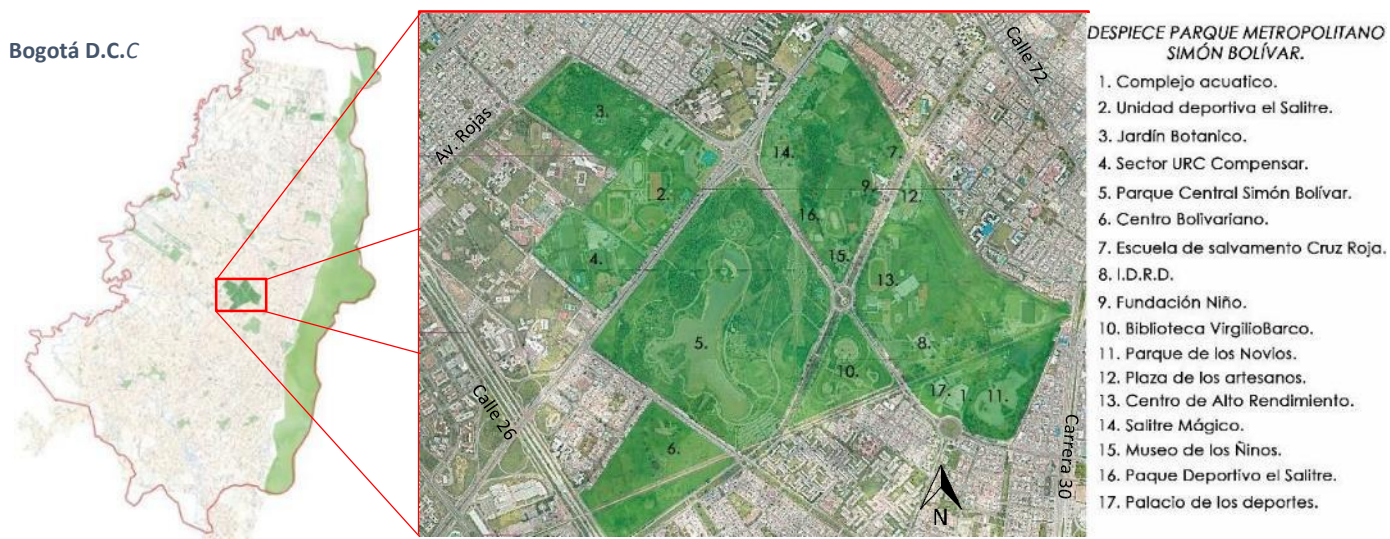 Bogotá D.C.C
Av. Rojas
Calle 72
Calle 26
Carrera 30
3.
14.
7.
2.
9.
12.
16.
15.
4.
13.
5.
8.
10.
17.
1.
11.
6.
N
DESPIECE PARQUE METROPOLITANO
SIMÓN BOLÍVAR.
1. Complejo acuatico.
2. Unidad deportiva el Salitre.
3. Jardín Botanico.
4. Sector URC Compensar.
5. Parque Central Simón Bolívar.
6. Centro Bolivariano.
7. Escuela de salvamento Cruz Roja.
8. I.D.R.D.
9. Fundación Niño.
10. Biblioteca VirgilioBarco.
11. Parque de los Novios.
12. Plaza de los artesanos.
13. Centro de Alto Rendimiento.
14. Salitre Mágico.
15. Museo de los Ñinos.
16. Paque Deportivo el Salitre.
17. Palacio de los deportes.